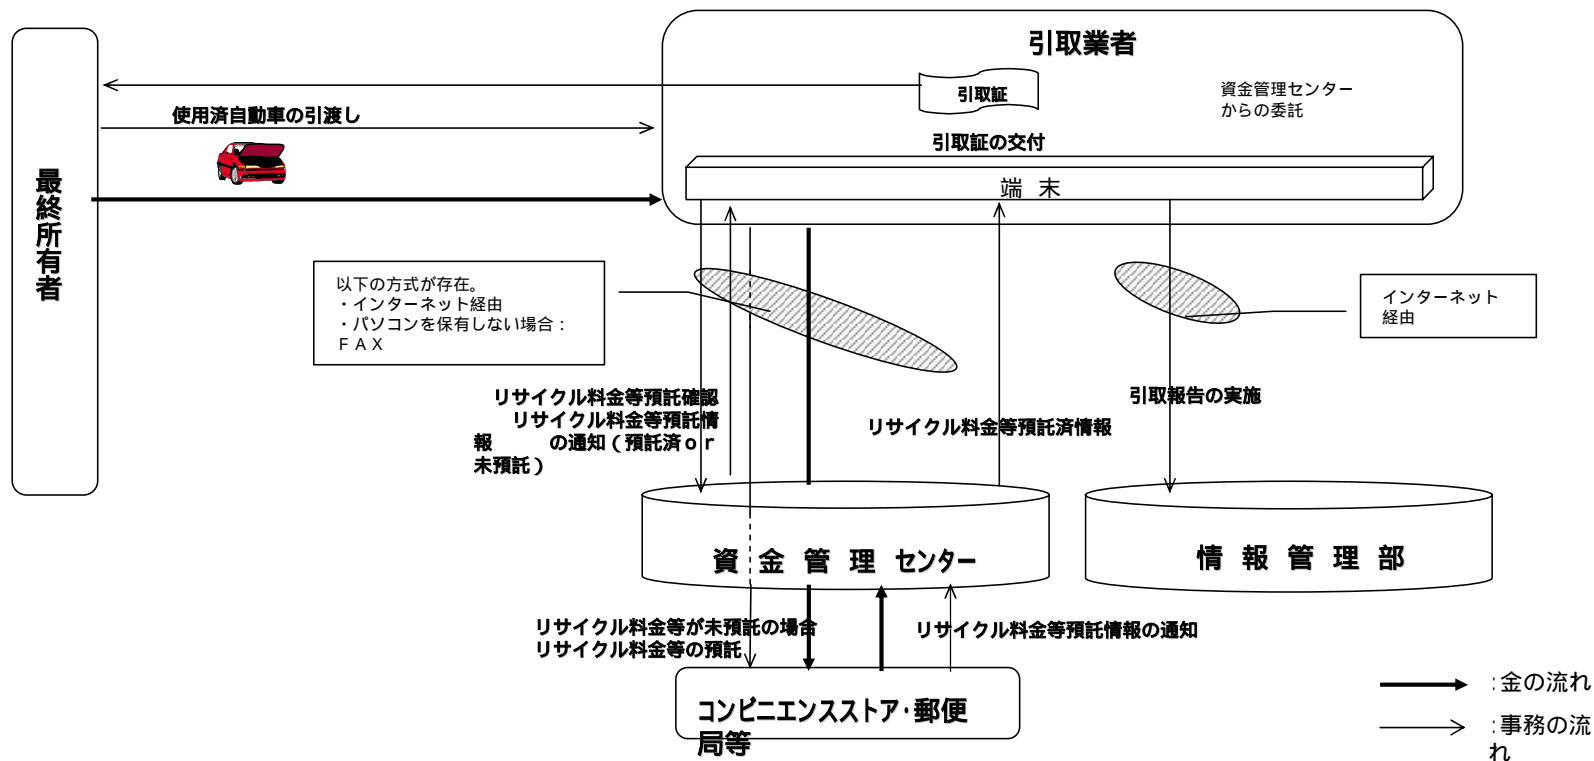 引取業者
引取証
資金管理センター
からの委託
使用済自動車の引渡し
引取証の交付
端 末
最終所有者
以下の方式が存在。
・インターネット経由
・パソコンを保有しない場合：
ＦＡＸ
インターネット
経由
リサイクル料金等預託確認
リサイクル料金等預託情
報 の通知（預託済ｏｒ
未預託）
リサイクル料金等預託済情報
引取報告の実施
資 金 管 理 センター
情 報 管 理 部
リサイクル料金等が未預託の場合
リサイクル料金等の預託
リサイクル料金等預託情報の通知
コンビニエンスストア・郵便
局等
：金の流れ
：事務の流
れ